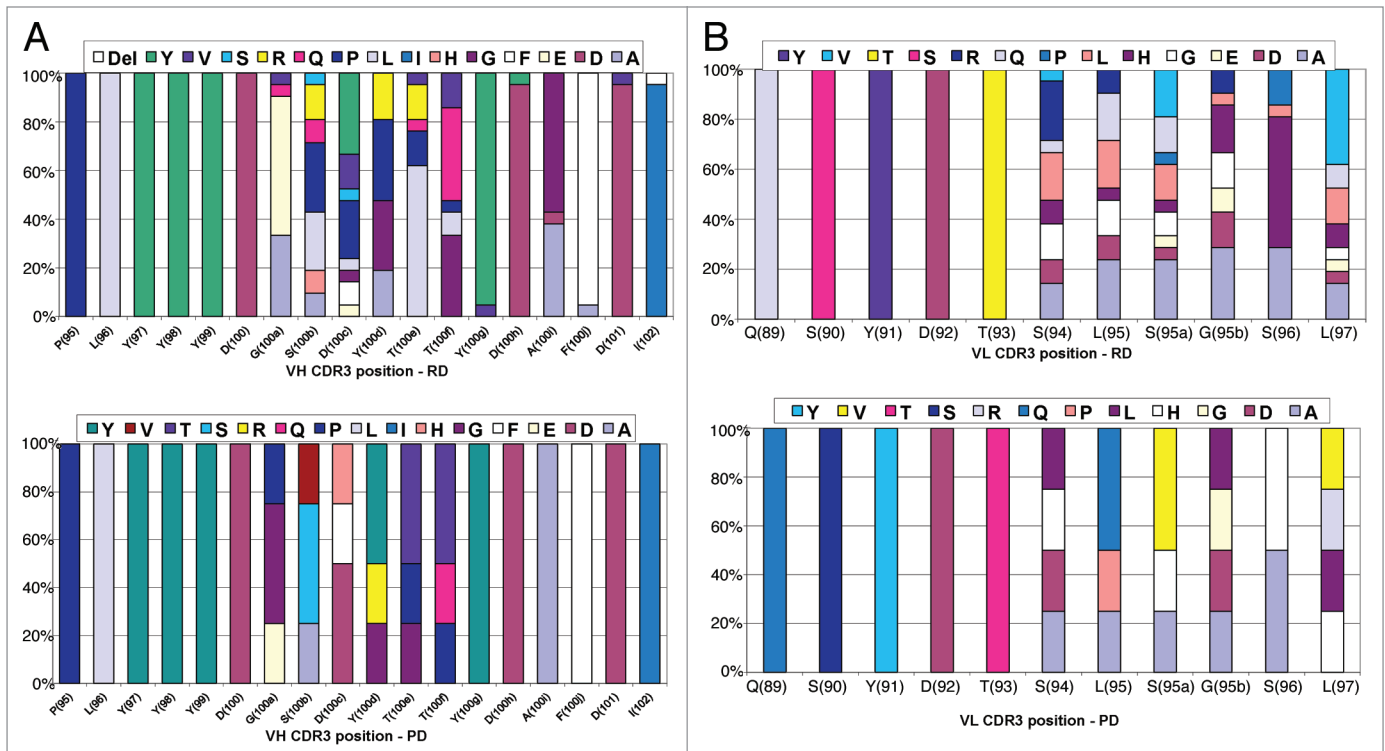 A
Del Y V S R Q P L I H G F E D A
100%
80%
60%
40%
20%
0%
P(95) L(96) Y(97) Y(98) Y(99) D(100) G(100a) S(100b) D(100c) Y(100d) T(100e) T(100f) Y(100g) D(100h) A(100I) F(100j) D(101) I(102)
VH CDR3 position - RD
Y V T S R Q P L I H G F E D A
100%
80%
60%
40%
20%
0%
P(95) L(96) Y(97) Y(98) Y(99) D(100) G(100a) S(100b) D(100c) Y(100d) T(100e) T(100f) Y(100g) D(100h) A(100I) F(100j) D(101) I(102)
VH CDR3 position - PD
B
Y V T S R Q P L H G E D A
100%
80%
60%
40%
20%
0%
Q(89) S(90) Y(91) D(92) T(93) S(94) L(95) S(95a) G(95b) S(96) L(97)
VL CDR3 position - RD
Y V T S R Q P L H G D A
100%
80%
60%
40%
20%
0%
Q(89) S(90) Y(91) D(92) T(93) S(94) L(95) S(95a) G(95b) S(96) L(97)
VL CDR3 position - PD